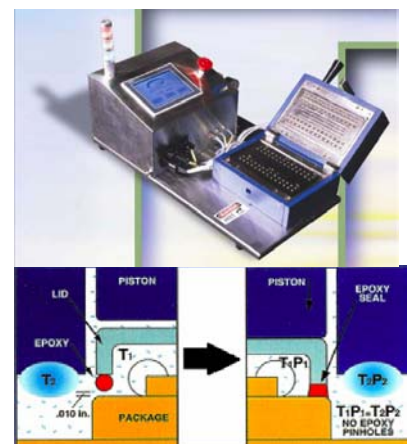 PISTON
LID
EPOXY
T₂
T₁
.010 in.
PACKAGE
PISTON
EPOXY
SEAL
T₁P₁
T₂P₂
T₁P₁=T₂P₂
NO EPOXY
PINHOLES